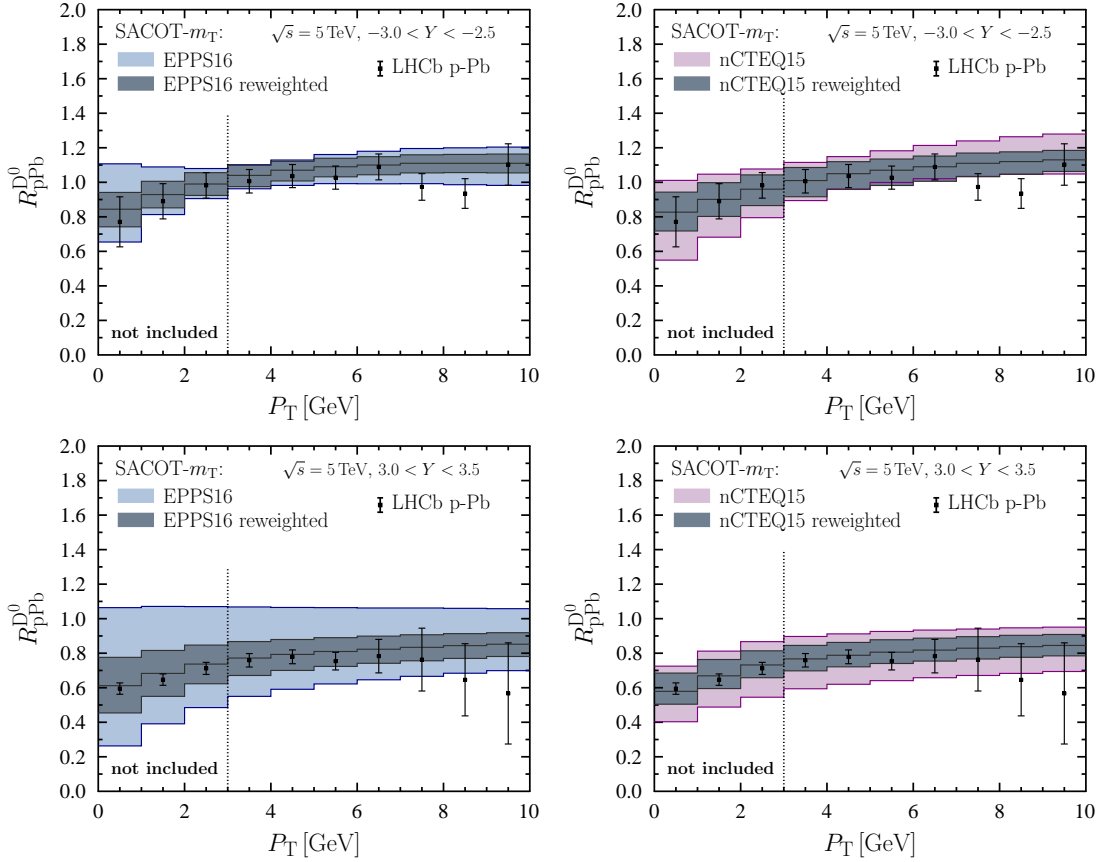 SACOT-m_T: √s = 5 TeV, −3.0 < Y < −2.5
EPPS16
EPPS16 reweighted
LHCb p-Pb
not included
R_pPb^D^0
2.0
1.8
1.6
1.4
1.2
1.0
0.8
0.6
0.4
0.2
0.0
0 2 4 6 8 10
P_T [GeV]
SACOT-m_T: √s = 5 TeV, −3.0 < Y < −2.5
nCTEQ15
nCTEQ15 reweighted
LHCb p-Pb
not included
R_pPb^D^0
2.0
1.8
1.6
1.4
1.2
1.0
0.8
0.6
0.4
0.2
0.0
0 2 4 6 8 10
P_T [GeV]
SACOT-m_T: √s = 5 TeV, 3.0 < Y < 3.5
EPPS16
EPPS16 reweighted
LHCb p-Pb
not included
R_pPb^D^0
2.0
1.8
1.6
1.4
1.2
1.0
0.8
0.6
0.4
0.2
0.0
0 2 4 6 8 10
P_T [GeV]
SACOT-m_T: √s = 5 TeV, 3.0 < Y < 3.5
nCTEQ15
nCTEQ15 reweighted
LHCb p-Pb
not included
R_pPb^D^0
2.0
1.8
1.6
1.4
1.2
1.0
0.8
0.6
0.4
0.2
0.0
0 2 4 6 8 10
P_T [GeV]